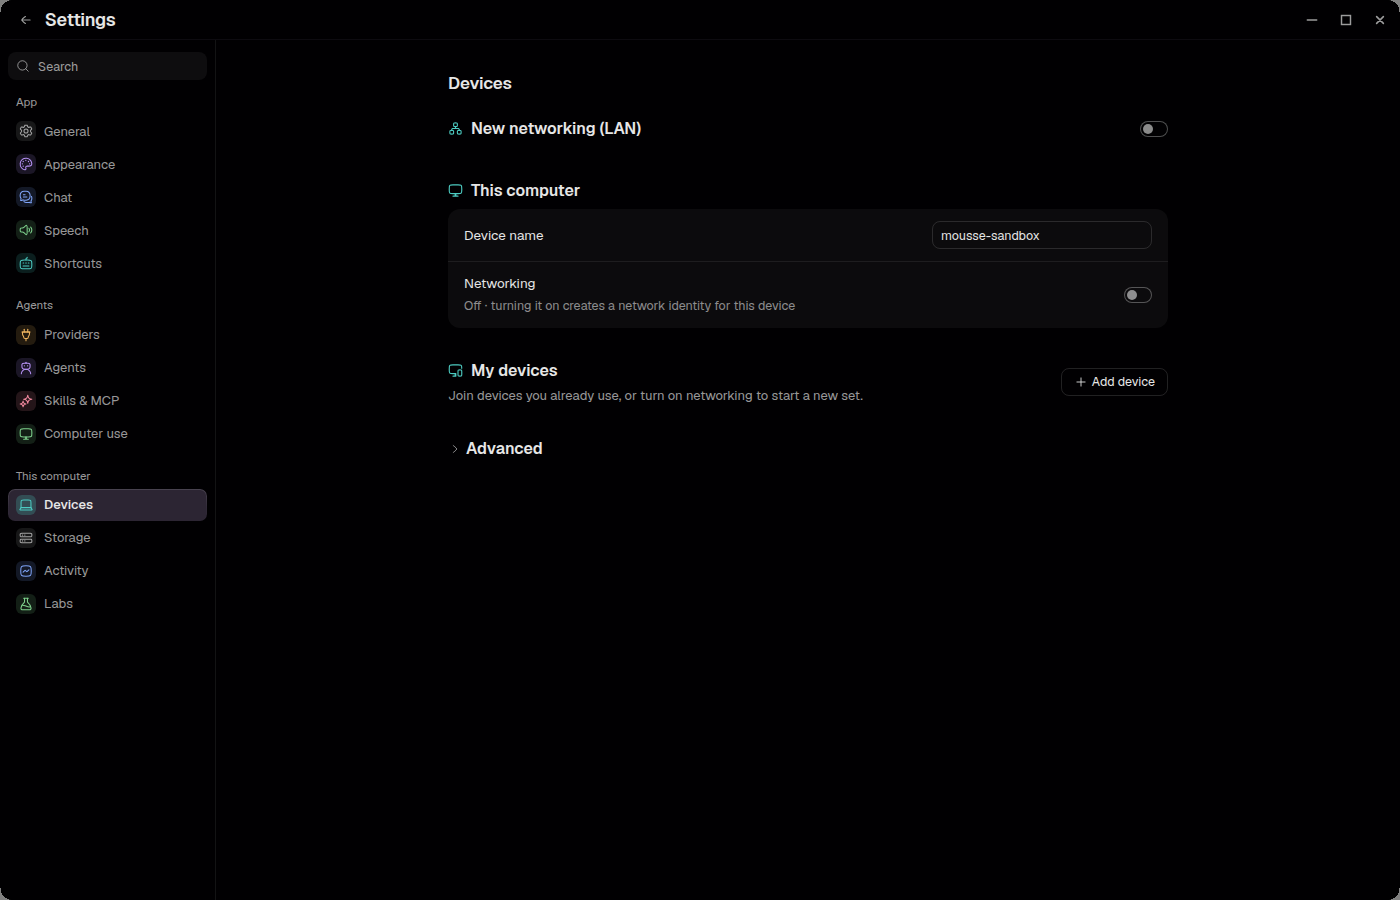 Settings
Search
App
General
Appearance
Chat
Speech
Shortcuts
Agents
Providers
Agents
Skills & MCP
Computer use
This computer
Devices
Storage
Activity
Labs
Devices
New networking (LAN)
This computer
Device name
mousse-sandbox
Networking
Off · turning it on creates a network identity for this device
My devices
Join devices you already use, or turn on networking to start a new set.
Add device
Advanced